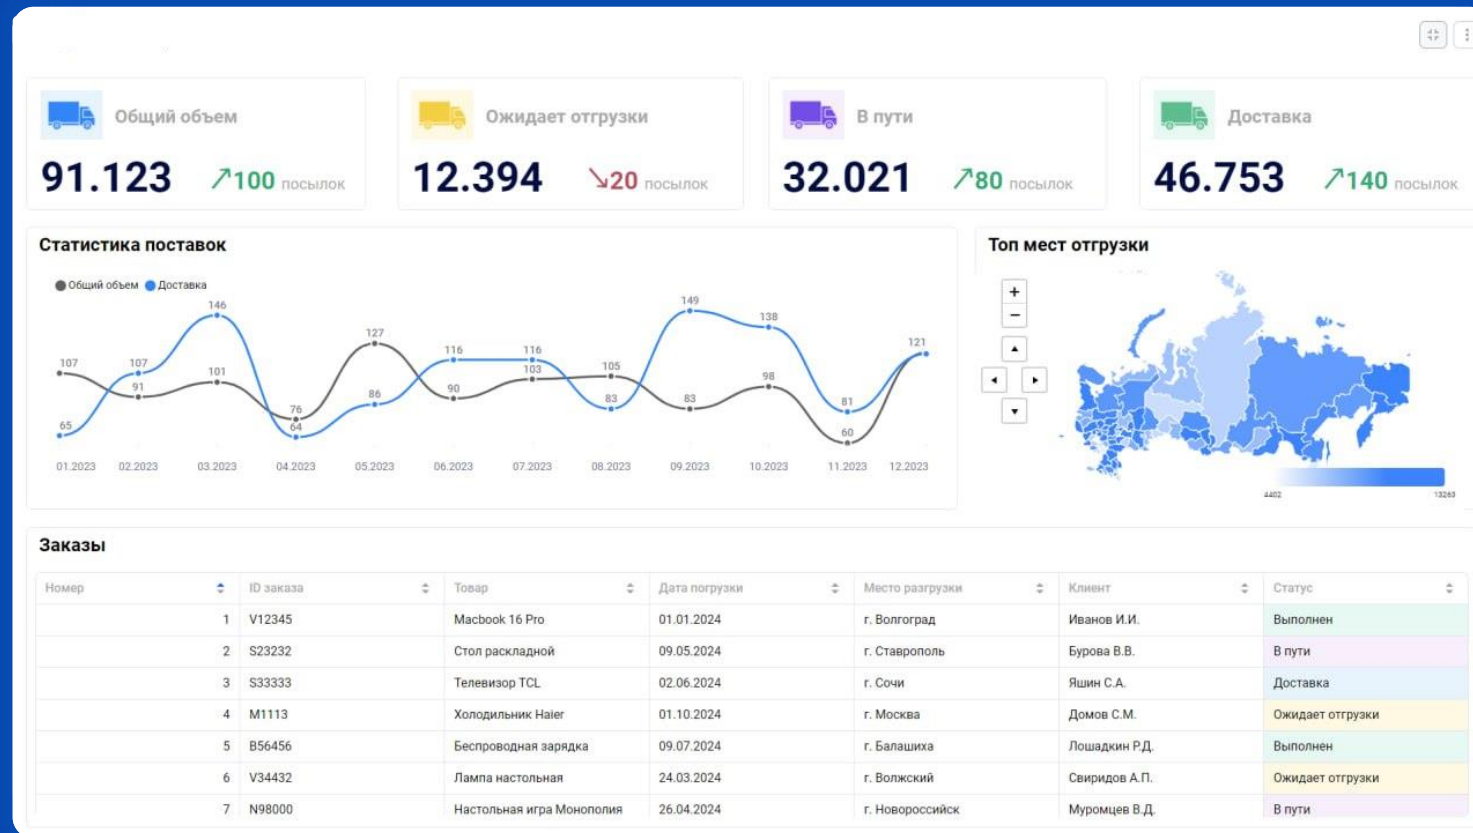 Общий объем
91.123 ↗100 посылок
Ожидает отгрузки
12.394 ↘20 посылок
В пути
32.021 ↗80 посылок
Доставка
46.753 ↗140 посылок
Статистика поставок
Общий объем Доставка
107 91 101 76 127 90 103 105 83 98 60
65 107 146 64 86 116 116 83 149 138 81 121
01.2023 02.2023 03.2023 04.2023 05.2023 06.2023 07.2023 08.2023 09.2023 10.2023 11.2023 12.2023
Топ мест отгрузки
+
−
4402 13263
Заказы
Номер ID заказа Товар Дата погрузки Место разгрузки Клиент Статус
1 V12345 Macbook 16 Pro 01.01.2024 г. Волгоград Иванов И.И. Выполнен
2 S23232 Стол раскладной 09.05.2024 г. Ставрополь Бурова В.В. В пути
3 S33333 Телевизор TCL 02.06.2024 г. Сочи Яшин С.А. Доставка
4 M1113 Холодильник Haier 01.10.2024 г. Москва Домов С.М. Ожидает отгрузки
5 B56456 Беспроводная зарядка 09.07.2024 г. Балашиха Лошадкин Р.Д. Выполнен
6 V34432 Лампа настольная 24.03.2024 г. Волжский Свиридов А.П. Ожидает отгрузки
7 N98000 Настольная игра Монополия 26.04.2024 г. Новороссийск Муромцев В.Д. В пути